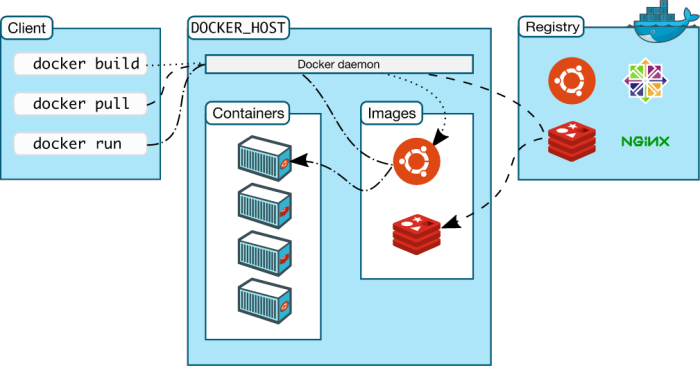 Client
docker build
docker pull
docker run
DOCKER_HOST
Docker daemon
Containers
Images
Registry
NGINX